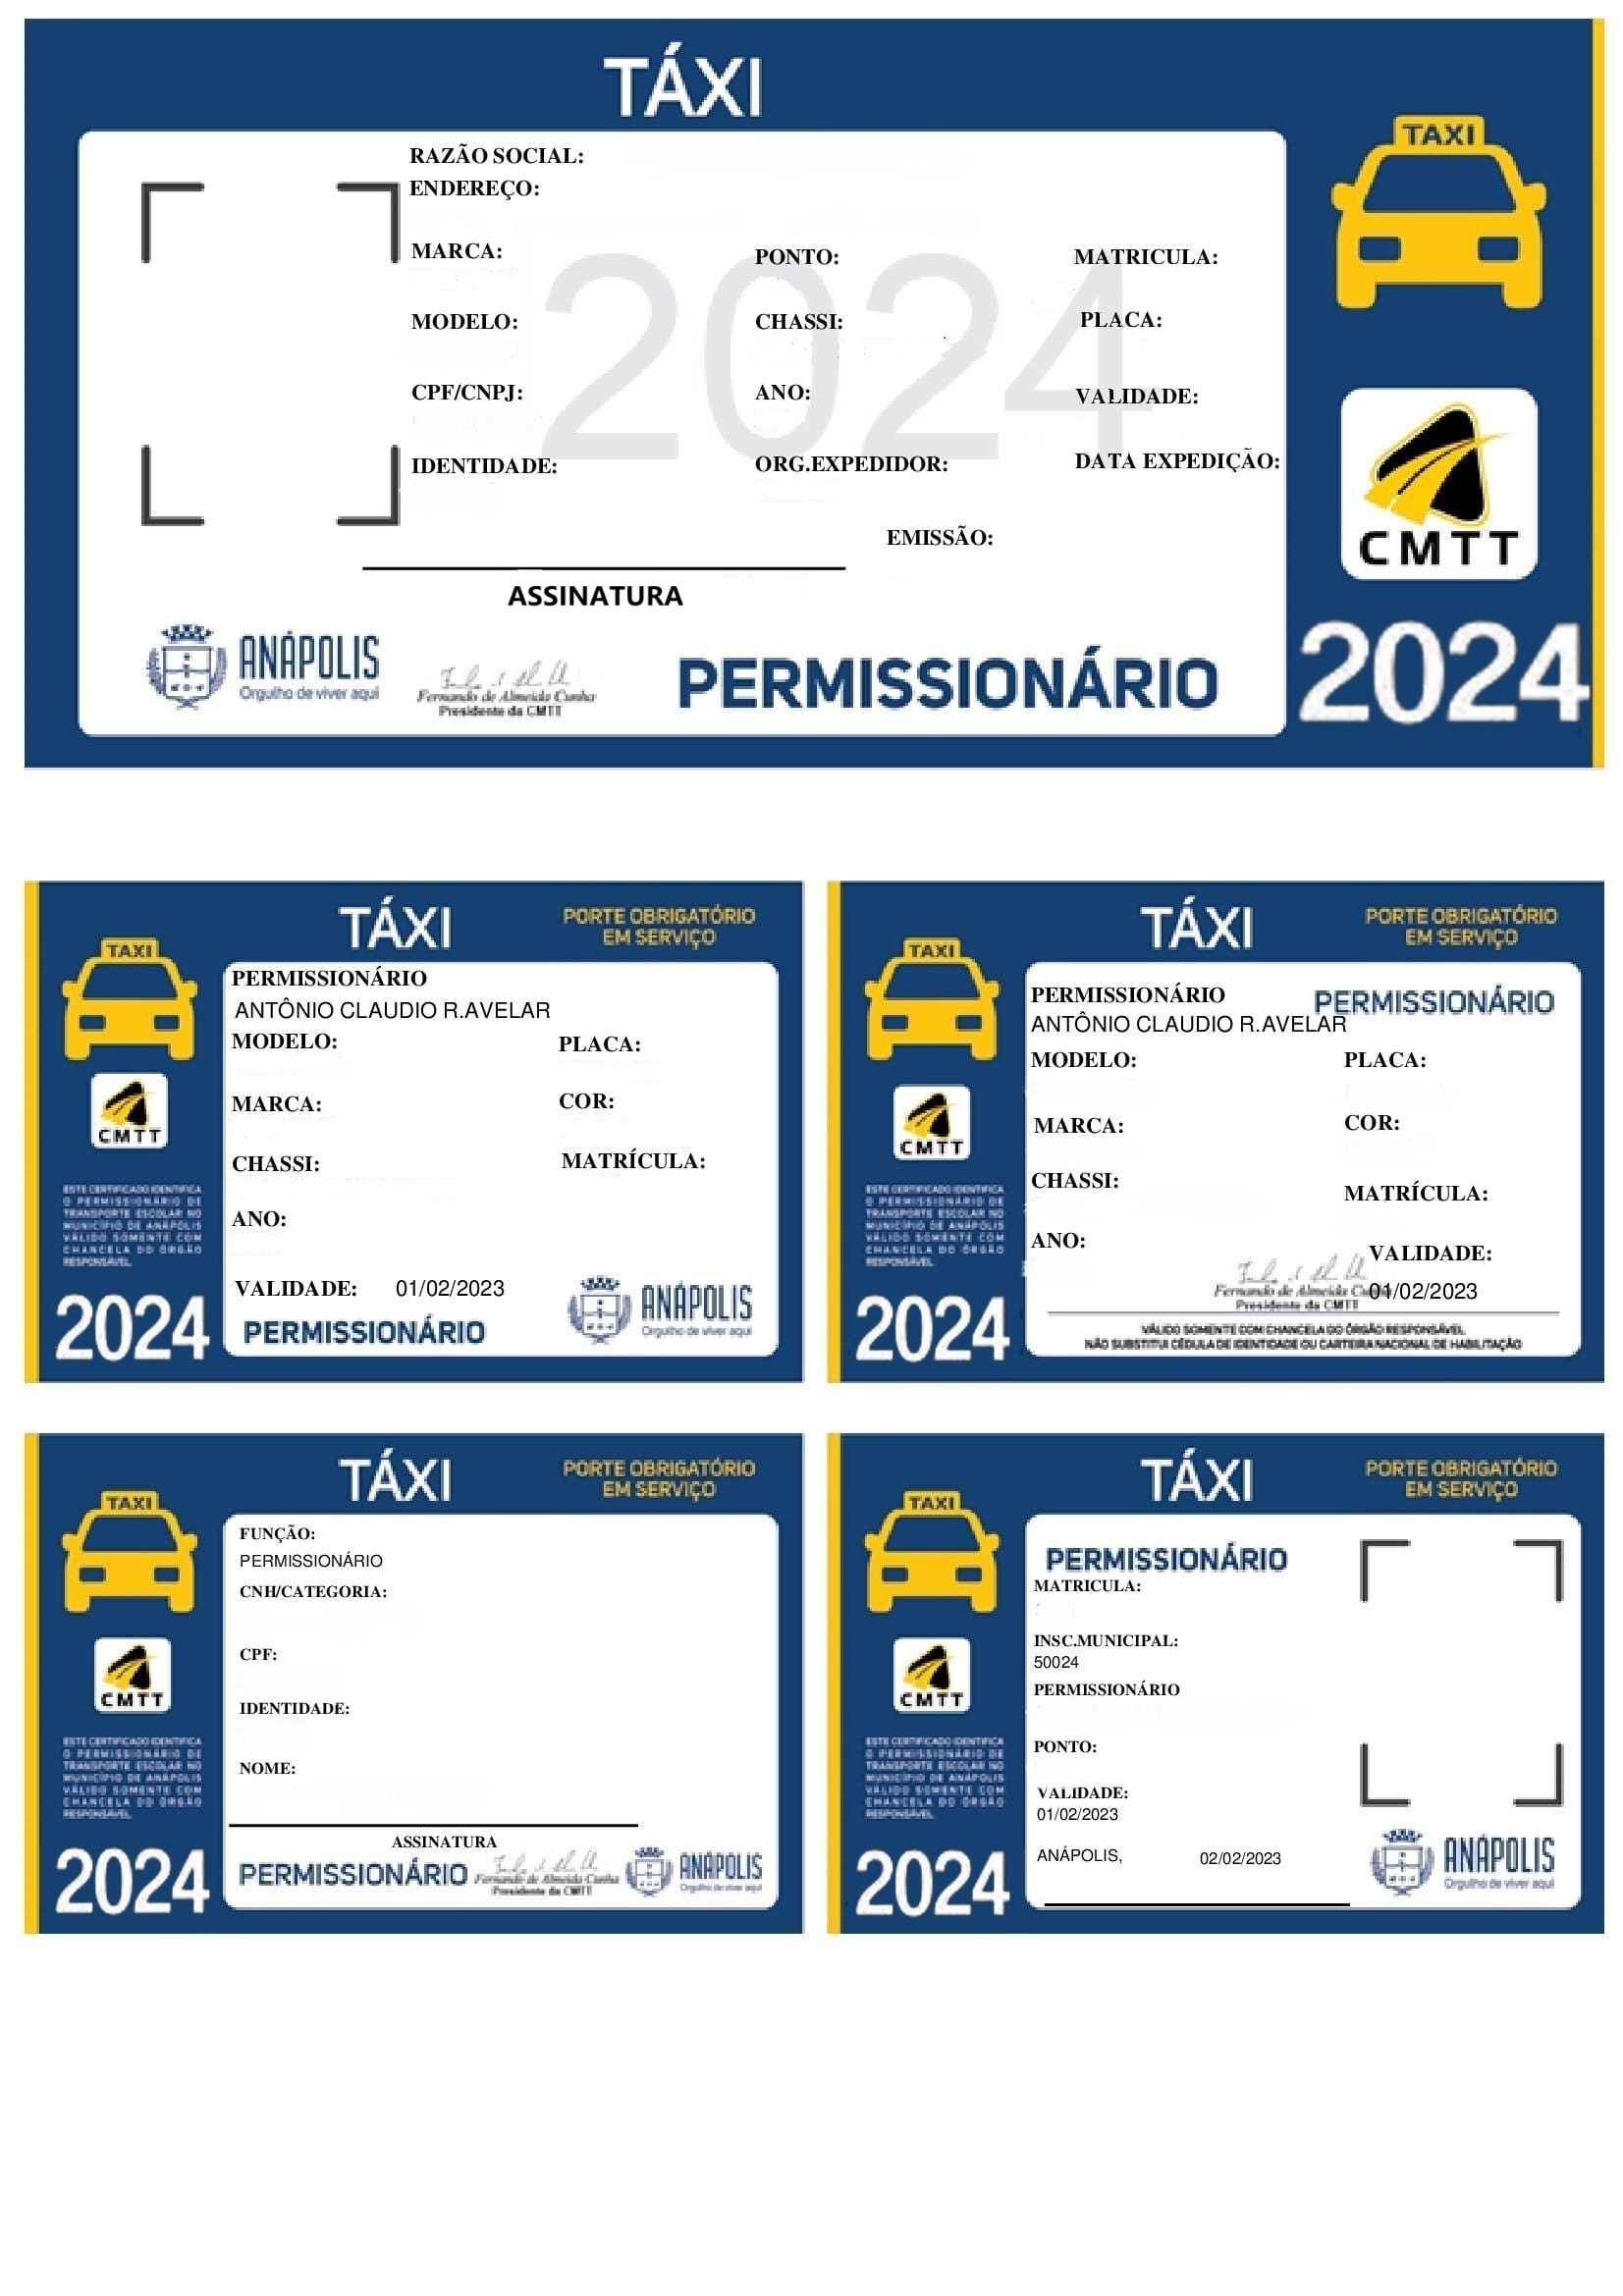 TÁXI
RAZÃO SOCIAL:
ENDEREÇO:
MARCA:
PONTO:
MATRICULA:
MODELO:
CHASSI:
PLACA:
CPF/CNPJ:
ANO:
VALIDADE:
IDENTIDADE:
ORG.EXPEDIDOR:
DATA EXPEDIÇÃO:
2024
EMISSÃO:
ASSINATURA
ANÁPOLIS
Orgulho de viver aqui
Fernando de Almeida Cunha
Presidente da CMTT
PERMISSIONÁRIO
TAXI
CMTT
2024
TÁXI
PORTE OBRIGATÓRIO
EM SERVIÇO
TAXI
CMTT
ESTE CERTIFICADO IDENTIFICA
O PERMISSIONÁRIO DE
TRANSPORTE ESCOLAR NO
MUNICÍPIO DE ANÁPOLIS
VÁLIDO SOMENTE COM
CHANCELA DO ÓRGÃO
RESPONSÁVEL.
2024
PERMISSIONÁRIO
ANTÔNIO CLAUDIO R.AVELAR
MODELO:
PLACA:
MARCA:
COR:
CHASSI:
MATRÍCULA:
ANO:
VALIDADE: 01/02/2023
PERMISSIONÁRIO
ANÁPOLIS
Orgulho de viver aqui
TÁXI
PORTE OBRIGATÓRIO
EM SERVIÇO
TAXI
CMTT
ESTE CERTIFICADO IDENTIFICA
O PERMISSIONÁRIO DE
TRANSPORTE ESCOLAR NO
MUNICÍPIO DE ANÁPOLIS
VÁLIDO SOMENTE COM
CHANCELA DO ÓRGÃO
RESPONSÁVEL.
2024
PERMISSIONÁRIO
PERMISSIONÁRIO
ANTÔNIO CLAUDIO R.AVELAR
MODELO:
PLACA:
MARCA:
COR:
CHASSI:
MATRÍCULA:
ANO:
VALIDADE:
01/02/2023
Fernando de Almeida Cunha
Presidente da CMTT
VÁLIDO SOMENTE COM CHANCELA DO ÓRGÃO RESPONSÁVEL.
NÃO SUBSTITUI CÉDULA DE IDENTIDADE OU CARTEIRA NACIONAL DE HABILITAÇÃO
TÁXI
PORTE OBRIGATÓRIO
EM SERVIÇO
TAXI
CMTT
ESTE CERTIFICADO IDENTIFICA
O PERMISSIONÁRIO DE
TRANSPORTE ESCOLAR NO
MUNICÍPIO DE ANÁPOLIS
VÁLIDO SOMENTE COM
CHANCELA DO ÓRGÃO
RESPONSÁVEL.
2024
FUNÇÃO:
PERMISSIONÁRIO
CNH/CATEGORIA:
CPF:
IDENTIDADE:
NOME:
ASSINATURA
PERMISSIONÁRIO
Fernando de Almeida Cunha
Presidente da CMTT
ANÁPOLIS
Orgulho de viver aqui
TÁXI
PORTE OBRIGATÓRIO
EM SERVIÇO
TAXI
CMTT
ESTE CERTIFICADO IDENTIFICA
O PERMISSIONÁRIO DE
TRANSPORTE ESCOLAR NO
MUNICÍPIO DE ANÁPOLIS
VÁLIDO SOMENTE COM
CHANCELA DO ÓRGÃO
RESPONSÁVEL.
2024
PERMISSIONÁRIO
MATRICULA:
INSC.MUNICIPAL:
50024
PERMISSIONÁRIO
PONTO:
VALIDADE:
01/02/2023
ANÁPOLIS, 02/02/2023
ANÁPOLIS
Orgulho de viver aqui